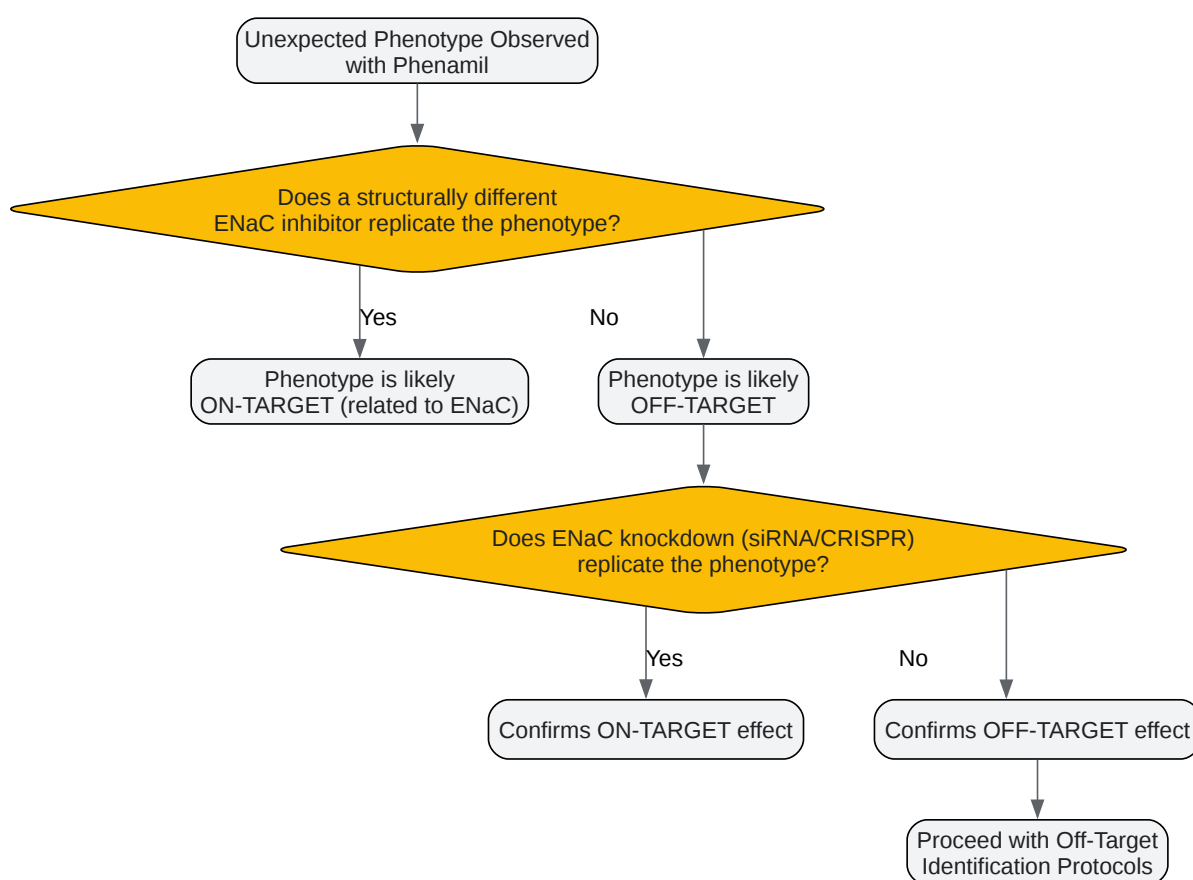 Unexpected Phenotype Observed
with Phenamil
Does a structurally different
ENaC inhibitor replicate the phenotype?
Yes
No
Phenotype is likely
ON-TARGET (related to ENaC)
Phenotype is likely
OFF-TARGET
Does ENaC knockdown (siRNA/CRISPR)
replicate the phenotype?
Yes
No
Confirms ON-TARGET effect
Confirms OFF-TARGET effect
Proceed with Off-Target
Identification Protocols